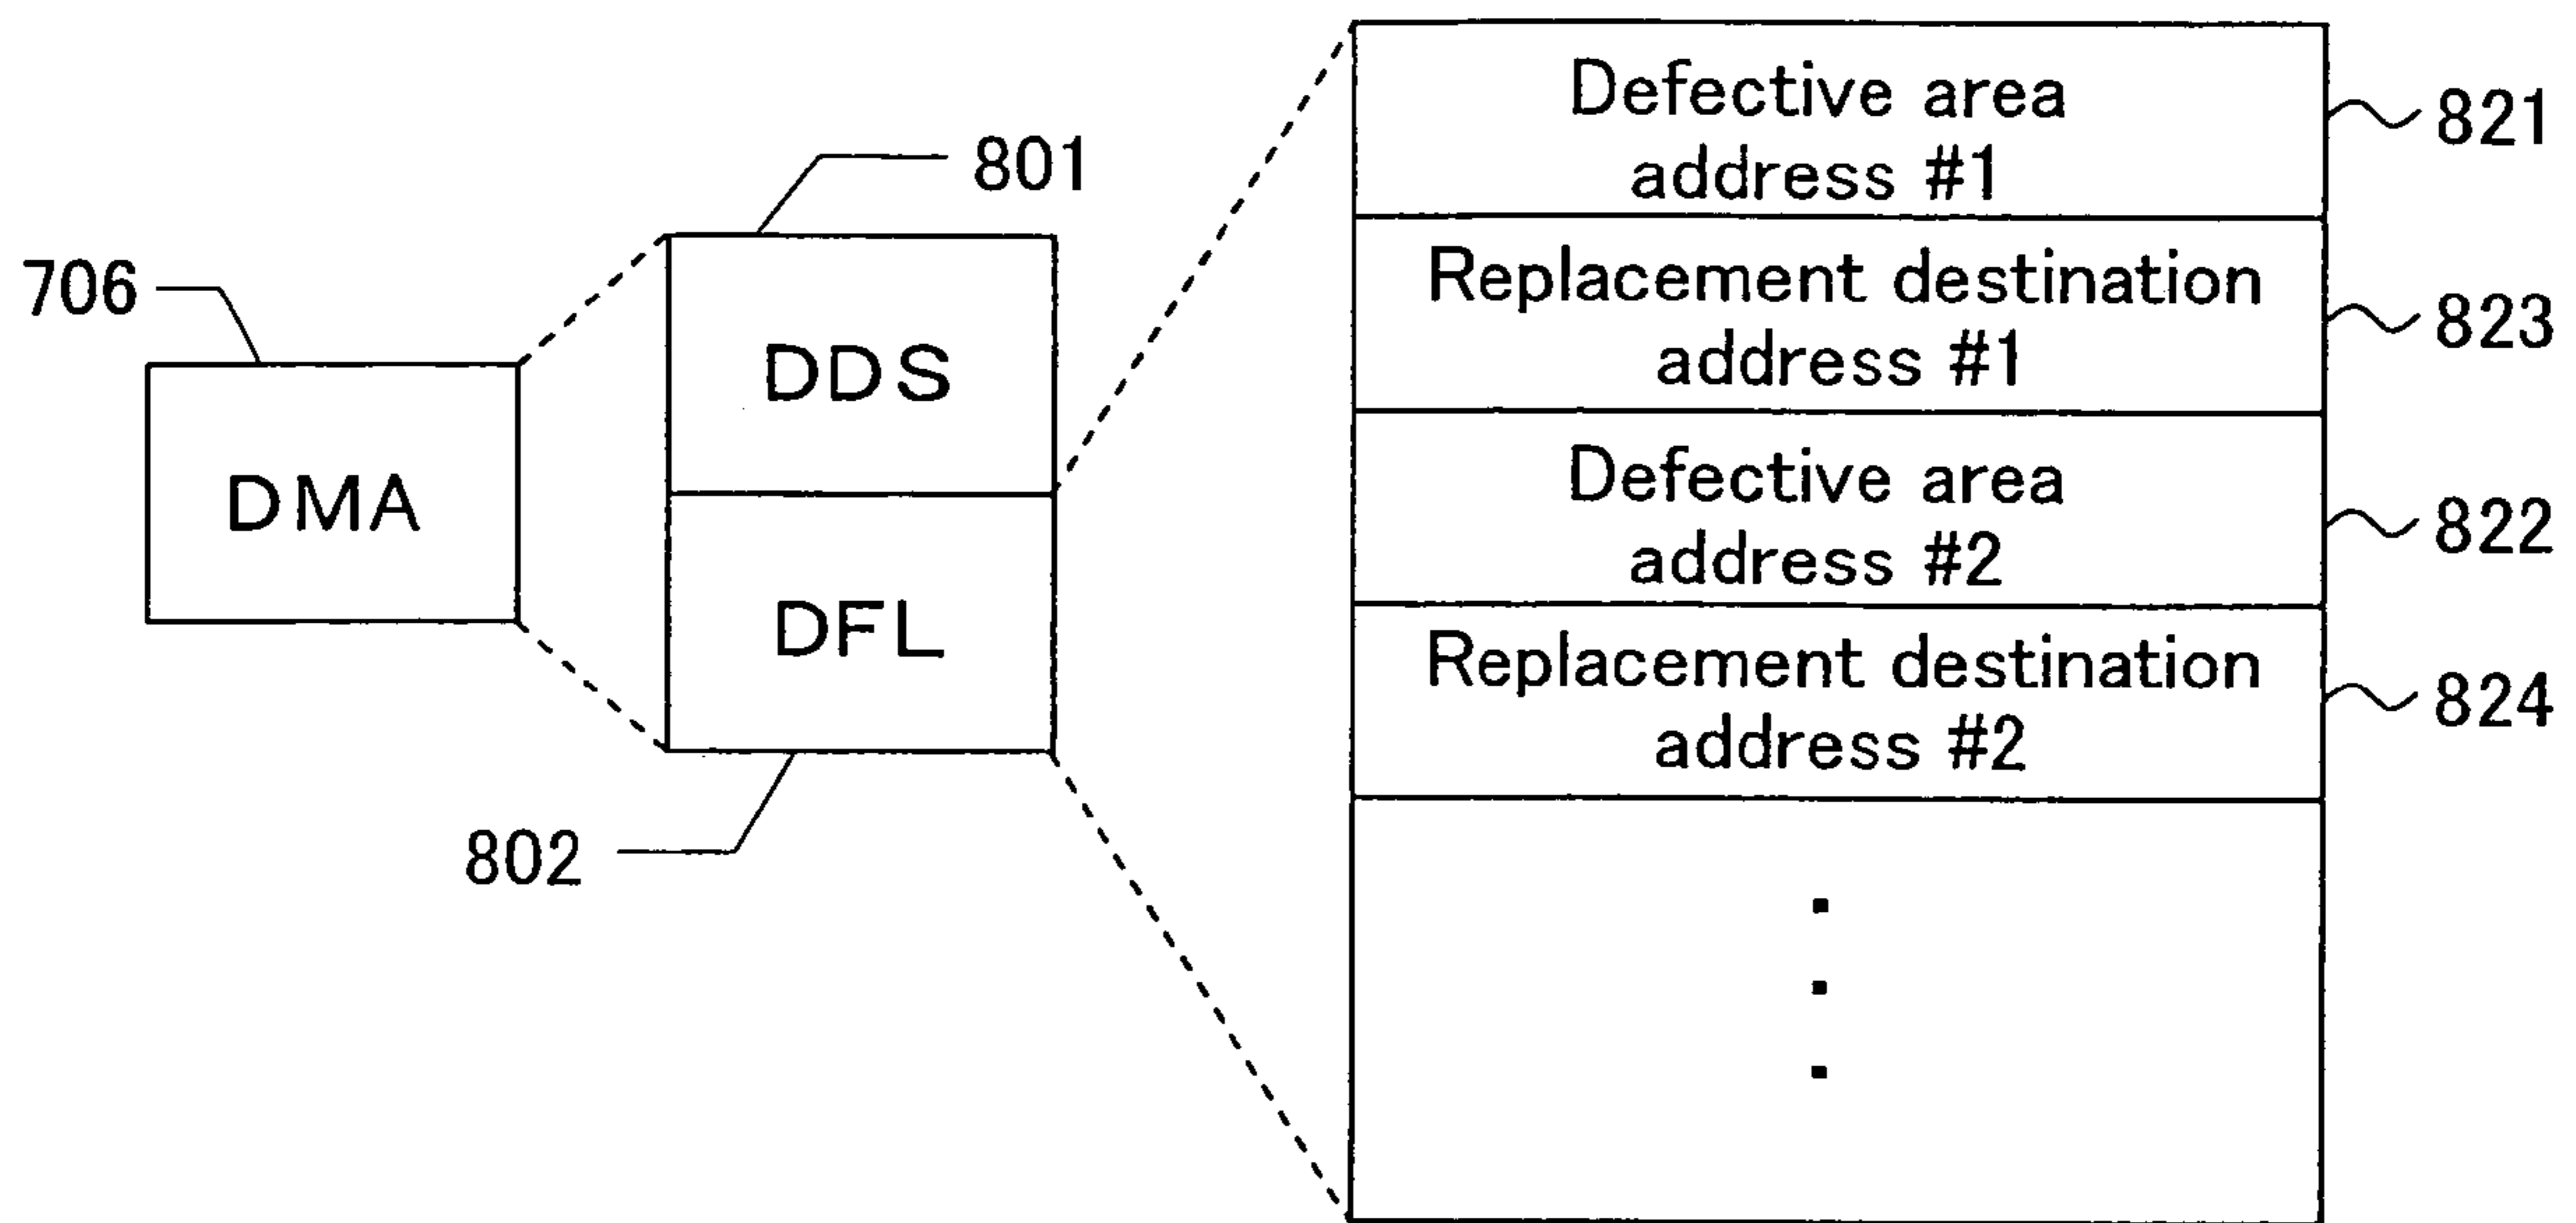 706
DMA
801
DDS
DFL
802
Defective area
address #1
821
Replacement destination
address #1
823
Defective area
address #2
822
Replacement destination
address #2
824